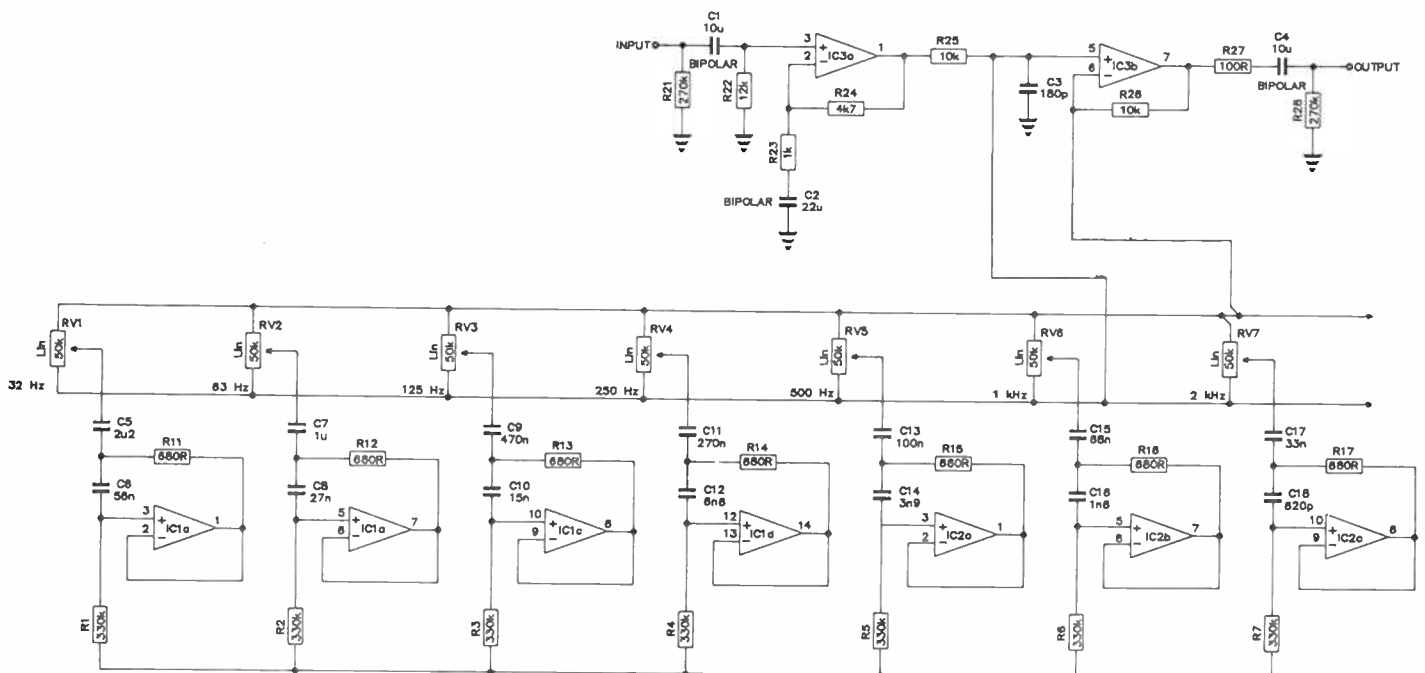 C1
10u
BIPOLAR
INPUT
R21
270k
R22
12k
3
2
1
+
−
IC3a
R24
4k7
R23
1k
BIPOLAR
C2
22u
R25
10k
C3
180p
5
6
7
+
−
IC3b
R26
10k
R27
100R
C4
10u
BIPOLAR
OUTPUT
R28
270k
RV1
Lin
50k
32 Hz
RV2
Lin
50k
63 Hz
RV3
Lin
50k
125 Hz
RV4
Lin
50k
250 Hz
RV5
Lin
50k
500 Hz
RV6
Lin
50k
1 kHz
RV7
Lin
50k
2 kHz
C5
2u2
R11
680R
C6
56n
3
2
1
+
−
IC1a
R1
330k
C7
1u
R12
680R
C8
27n
5
6
7
+
−
IC1a
R2
330k
C9
470n
R13
680R
C10
15n
10
9
8
+
−
IC1c
R3
330k
C11
270n
R14
680R
C12
6n8
12
13
14
+
−
IC1d
R4
330k
C13
100n
R15
680R
C14
3n9
3
2
1
+
−
IC2a
R5
330k
C15
68n
R16
680R
C16
5
6
7
+
−
IC2b
R6
330k
C17
33n
R17
680R
C18
820p
10
9
8
+
−
IC2c
R7
330k